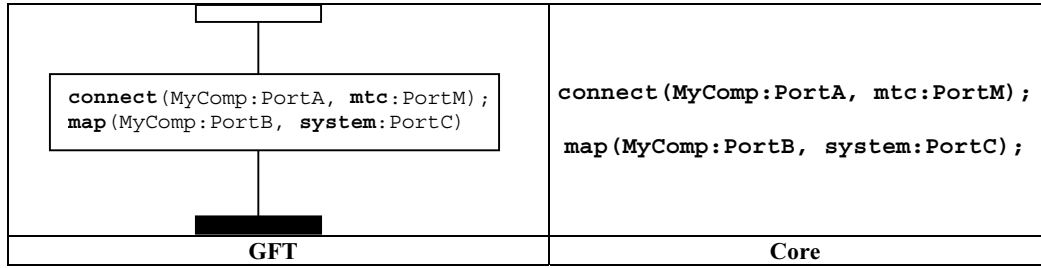 connect(MyComp:PortA, mtc:PortM);
map(MyComp:PortB, system:PortC)
connect(MyComp:PortA, mtc:PortM);
map(MyComp:PortB, system:PortC);
GFT
Core